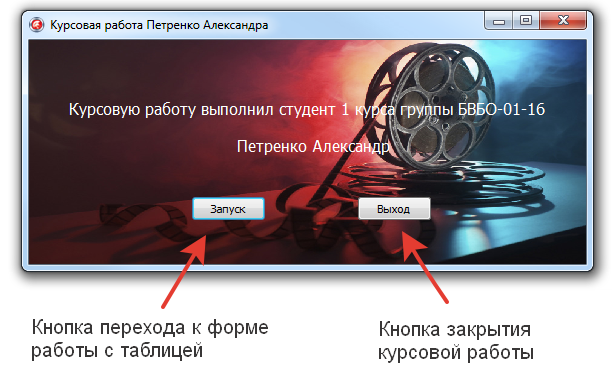 Курсовая работа Петренко Александра
Курсовую работу выполнил студент 1 курса группы БВБО-01-16
Петренко Александр
Запуск
Выход
Кнопка перехода к форме
работы с таблицей
Кнопка закрытия
курсовой работы